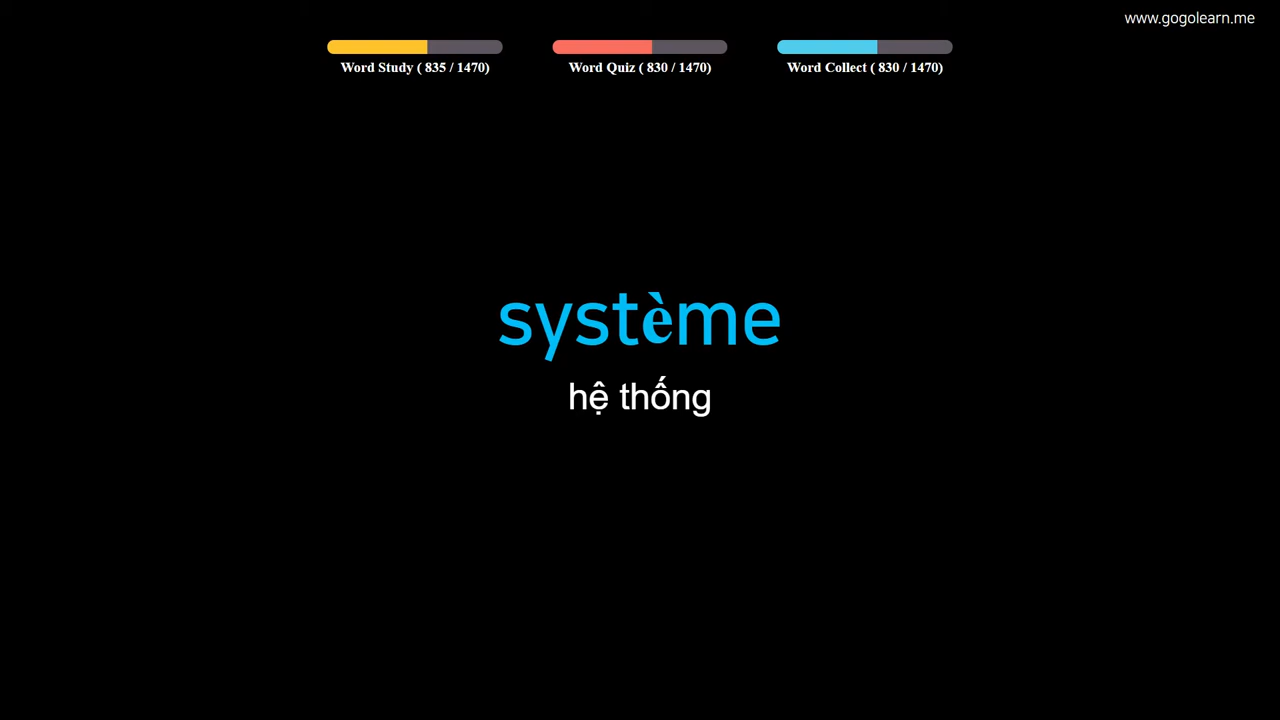 www.gogolearn.me
Word Study ( 835 / 1470)
Word Quiz ( 830 / 1470)
Word Collect ( 830 / 1470)
système
hệ thống